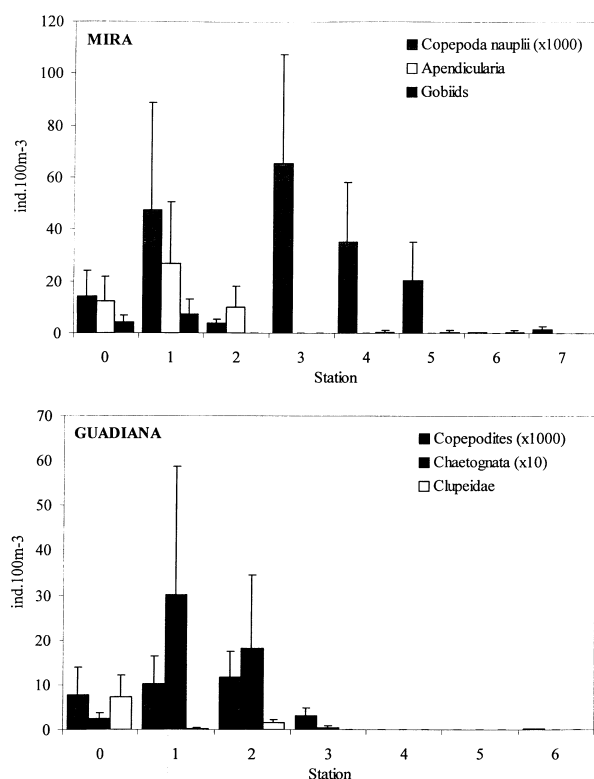 MIRA
Copepoda nauplii (x1000)
Apendicularia
Gobiids
120
100
80
60
40
20
0
ind.100m-3
0 1 2 3 4 5 6 7
Station
GUADIANA
Copepodites (x1000)
Chaetognata (x10)
Clupeidae
70
60
50
40
30
20
10
0
ind.100m-3
0 1 2 3 4 5 6
Station